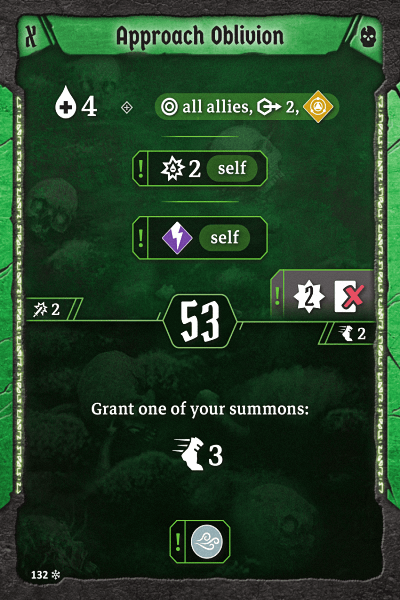 X
Approach Oblivion
4 all allies, 2,
! 2 self
! self
! 2
2
53
2
Grant one of your summons:
3
!
132